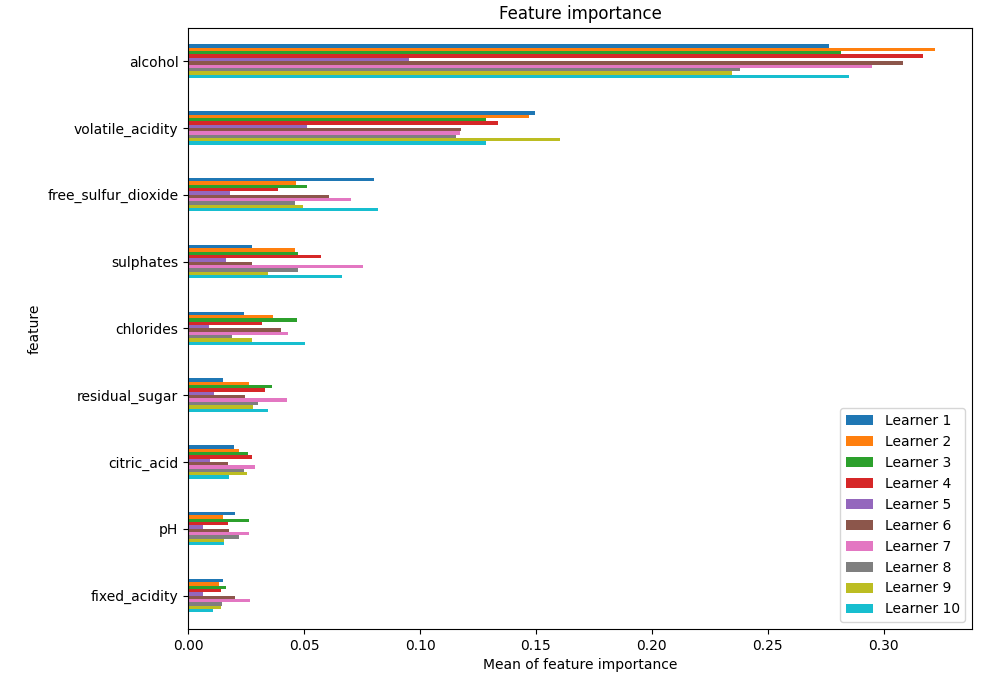 Feature importance
alcohol
volatile_acidity
free_sulfur_dioxide
sulphates
chlorides
residual_sugar
citric_acid
pH
fixed_acidity
feature
0.00 0.05 0.10 0.15 0.20 0.25 0.30
Mean of feature importance
Learner 1
Learner 2
Learner 3
Learner 4
Learner 5
Learner 6
Learner 7
Learner 8
Learner 9
Learner 10